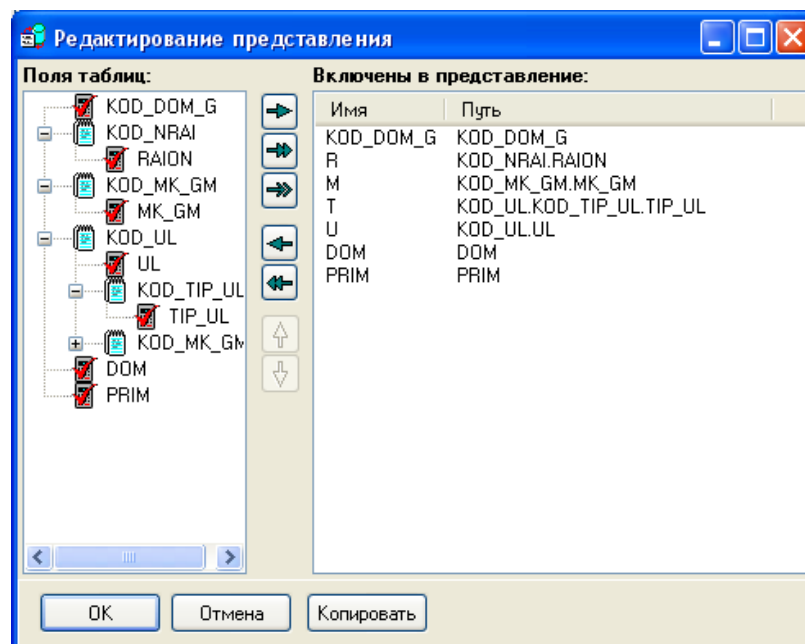 Редактирование представления
Поля таблиц:
Включены в представление:
KOD_DOM_G
KOD_NRAI
RAION
KOD_MK_GM
MK_GM
KOD_UL
UL
KOD_TIP_UL
TIP_UL
KOD_MK_GM
DOM
PRIM
Имя Путь
KOD_DOM_G KOD_DOM_G
R KOD_NRAI.RAION
M KOD_MK_GM.MK_GM
T KOD_UL.KOD_TIP_UL.TIP_UL
U KOD_UL.UL
DOM DOM
PRIM PRIM
OK Отмена Копировать